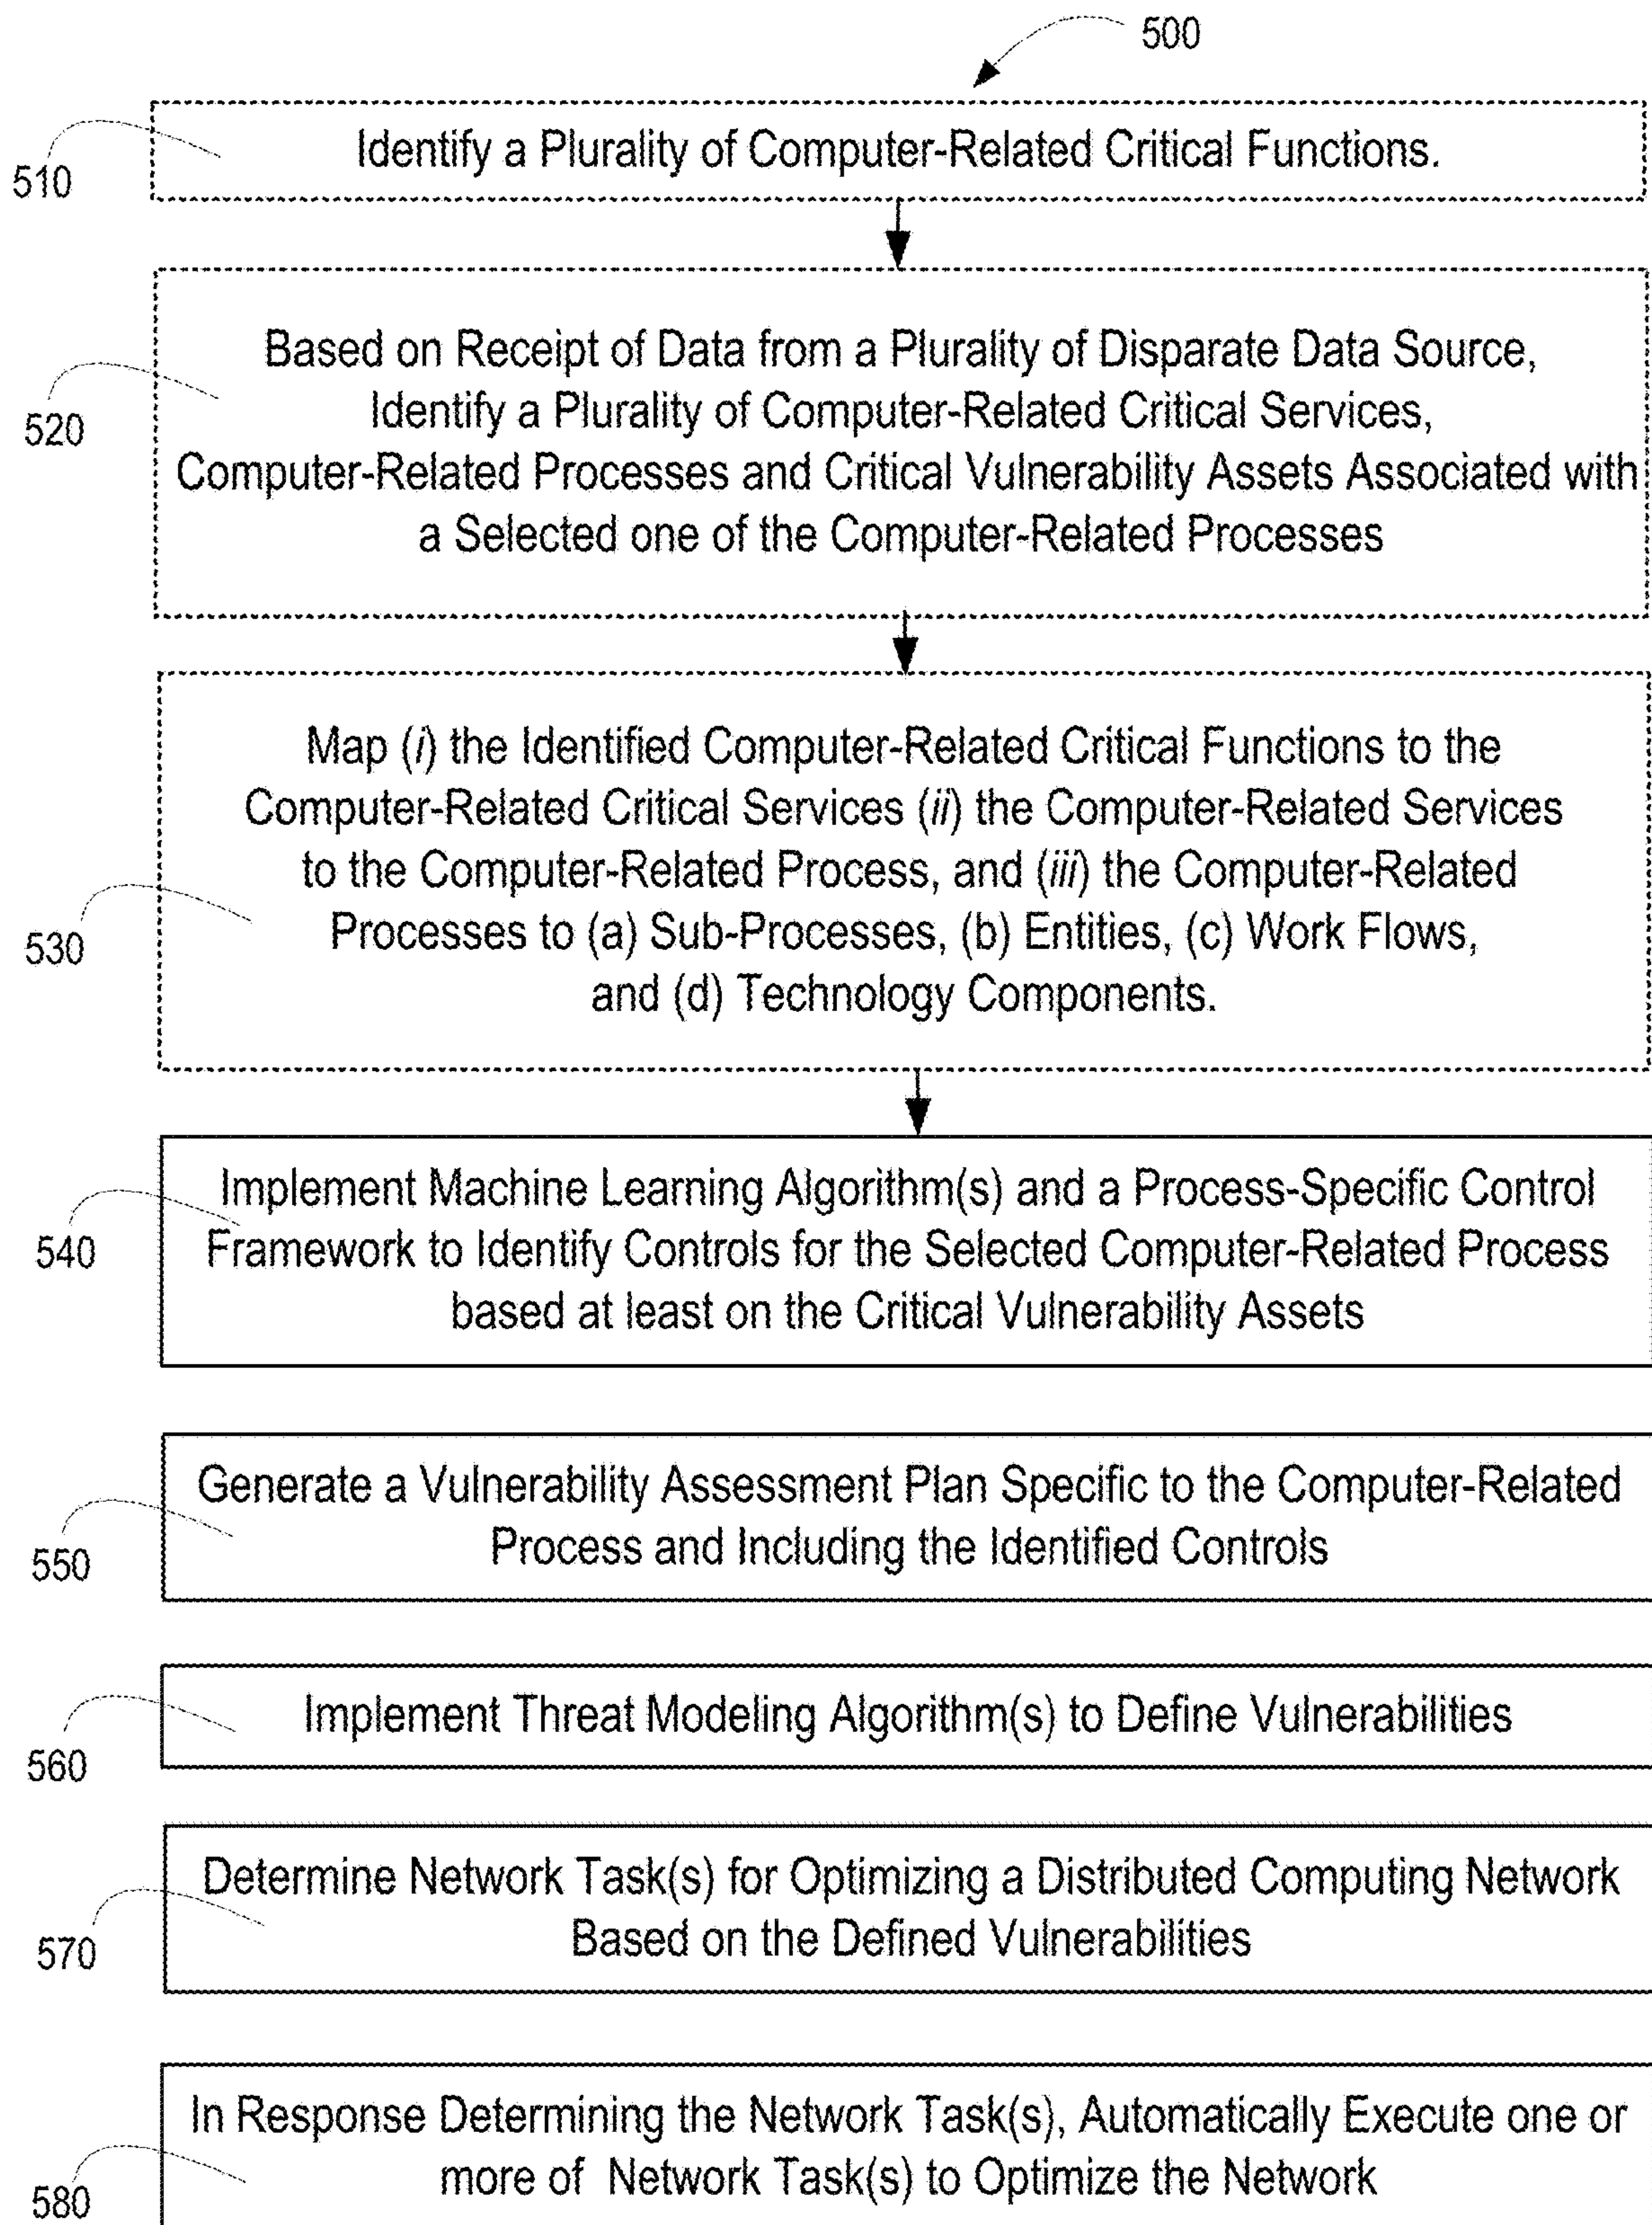 500
510
Identify a Plurality of Computer-Related Critical Functions.
520
Based on Receipt of Data from a Plurality of Disparate Data Source,
Identify a Plurality of Computer-Related Critical Services,
Computer-Related Processes and Critical Vulnerability Assets Associated with
a Selected one of the Computer-Related Processes
530
Map (i) the Identified Computer-Related Critical Functions to the
Computer-Related Critical Services (ii) the Computer-Related Services
to the Computer-Related Process, and (iii) the Computer-Related
Processes to (a) Sub-Processes, (b) Entities, (c) Work Flows,
and (d) Technology Components.
540
Implement Machine Learning Algorithm(s) and a Process-Specific Control
Framework to Identify Controls for the Selected Computer-Related Process
based at least on the Critical Vulnerability Assets
550
Generate a Vulnerability Assessment Plan Specific to the Computer-Related
Process and Including the Identified Controls
560
Implement Threat Modeling Algorithm(s) to Define Vulnerabilities
570
Determine Network Task(s) for Optimizing a Distributed Computing Network
Based on the Defined Vulnerabilities
580
In Response Determining the Network Task(s), Automatically Execute one or
more of Network Task(s) to Optimize the Network